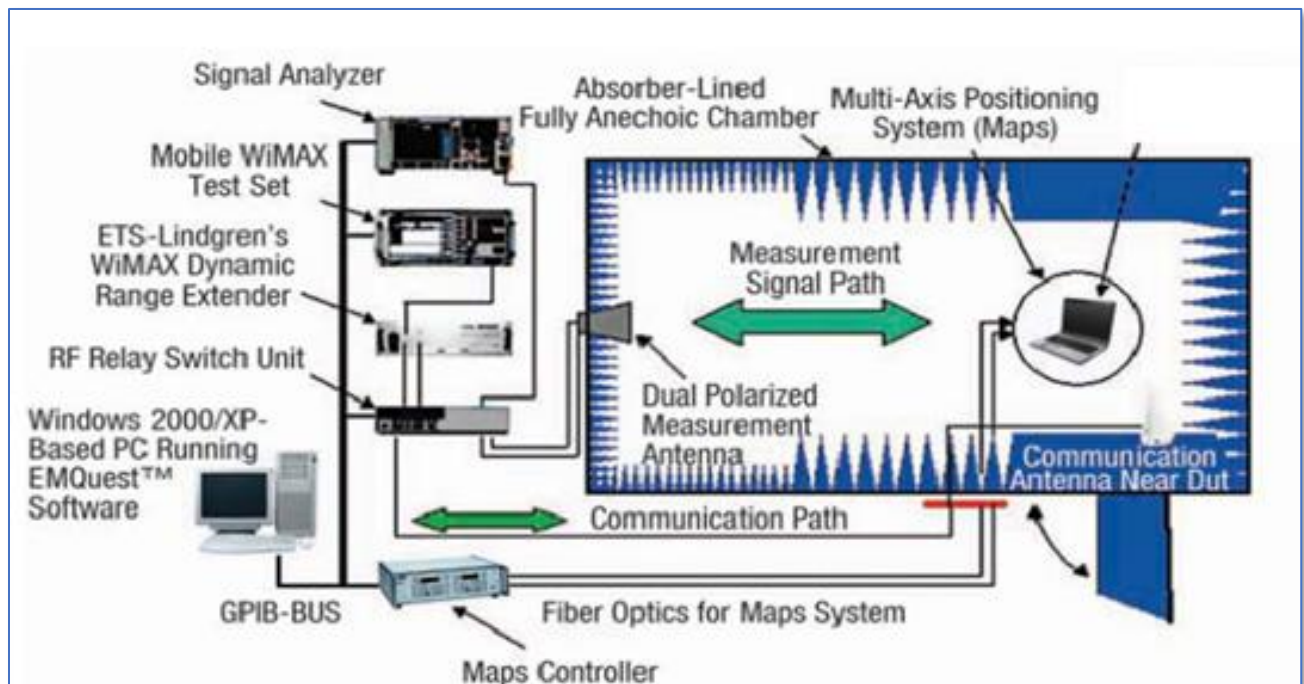 Signal Analyzer
Mobile WiMAX
Test Set
ETS-Lindgren's
WiMAX Dynamic
Range Extender
RF Relay Switch Unit
Windows 2000/XP-
Based PC Running
EMQuest™
Software
GPIB-BUS
Maps Controller
Fiber Optics for Maps System
Communication Path
Absorber-Lined
Fully Anechoic Chamber
Multi-Axis Positioning
System (Maps)
Measurement
Signal Path
Dual Polarized
Measurement
Antenna
Communication
Antenna Near Dut